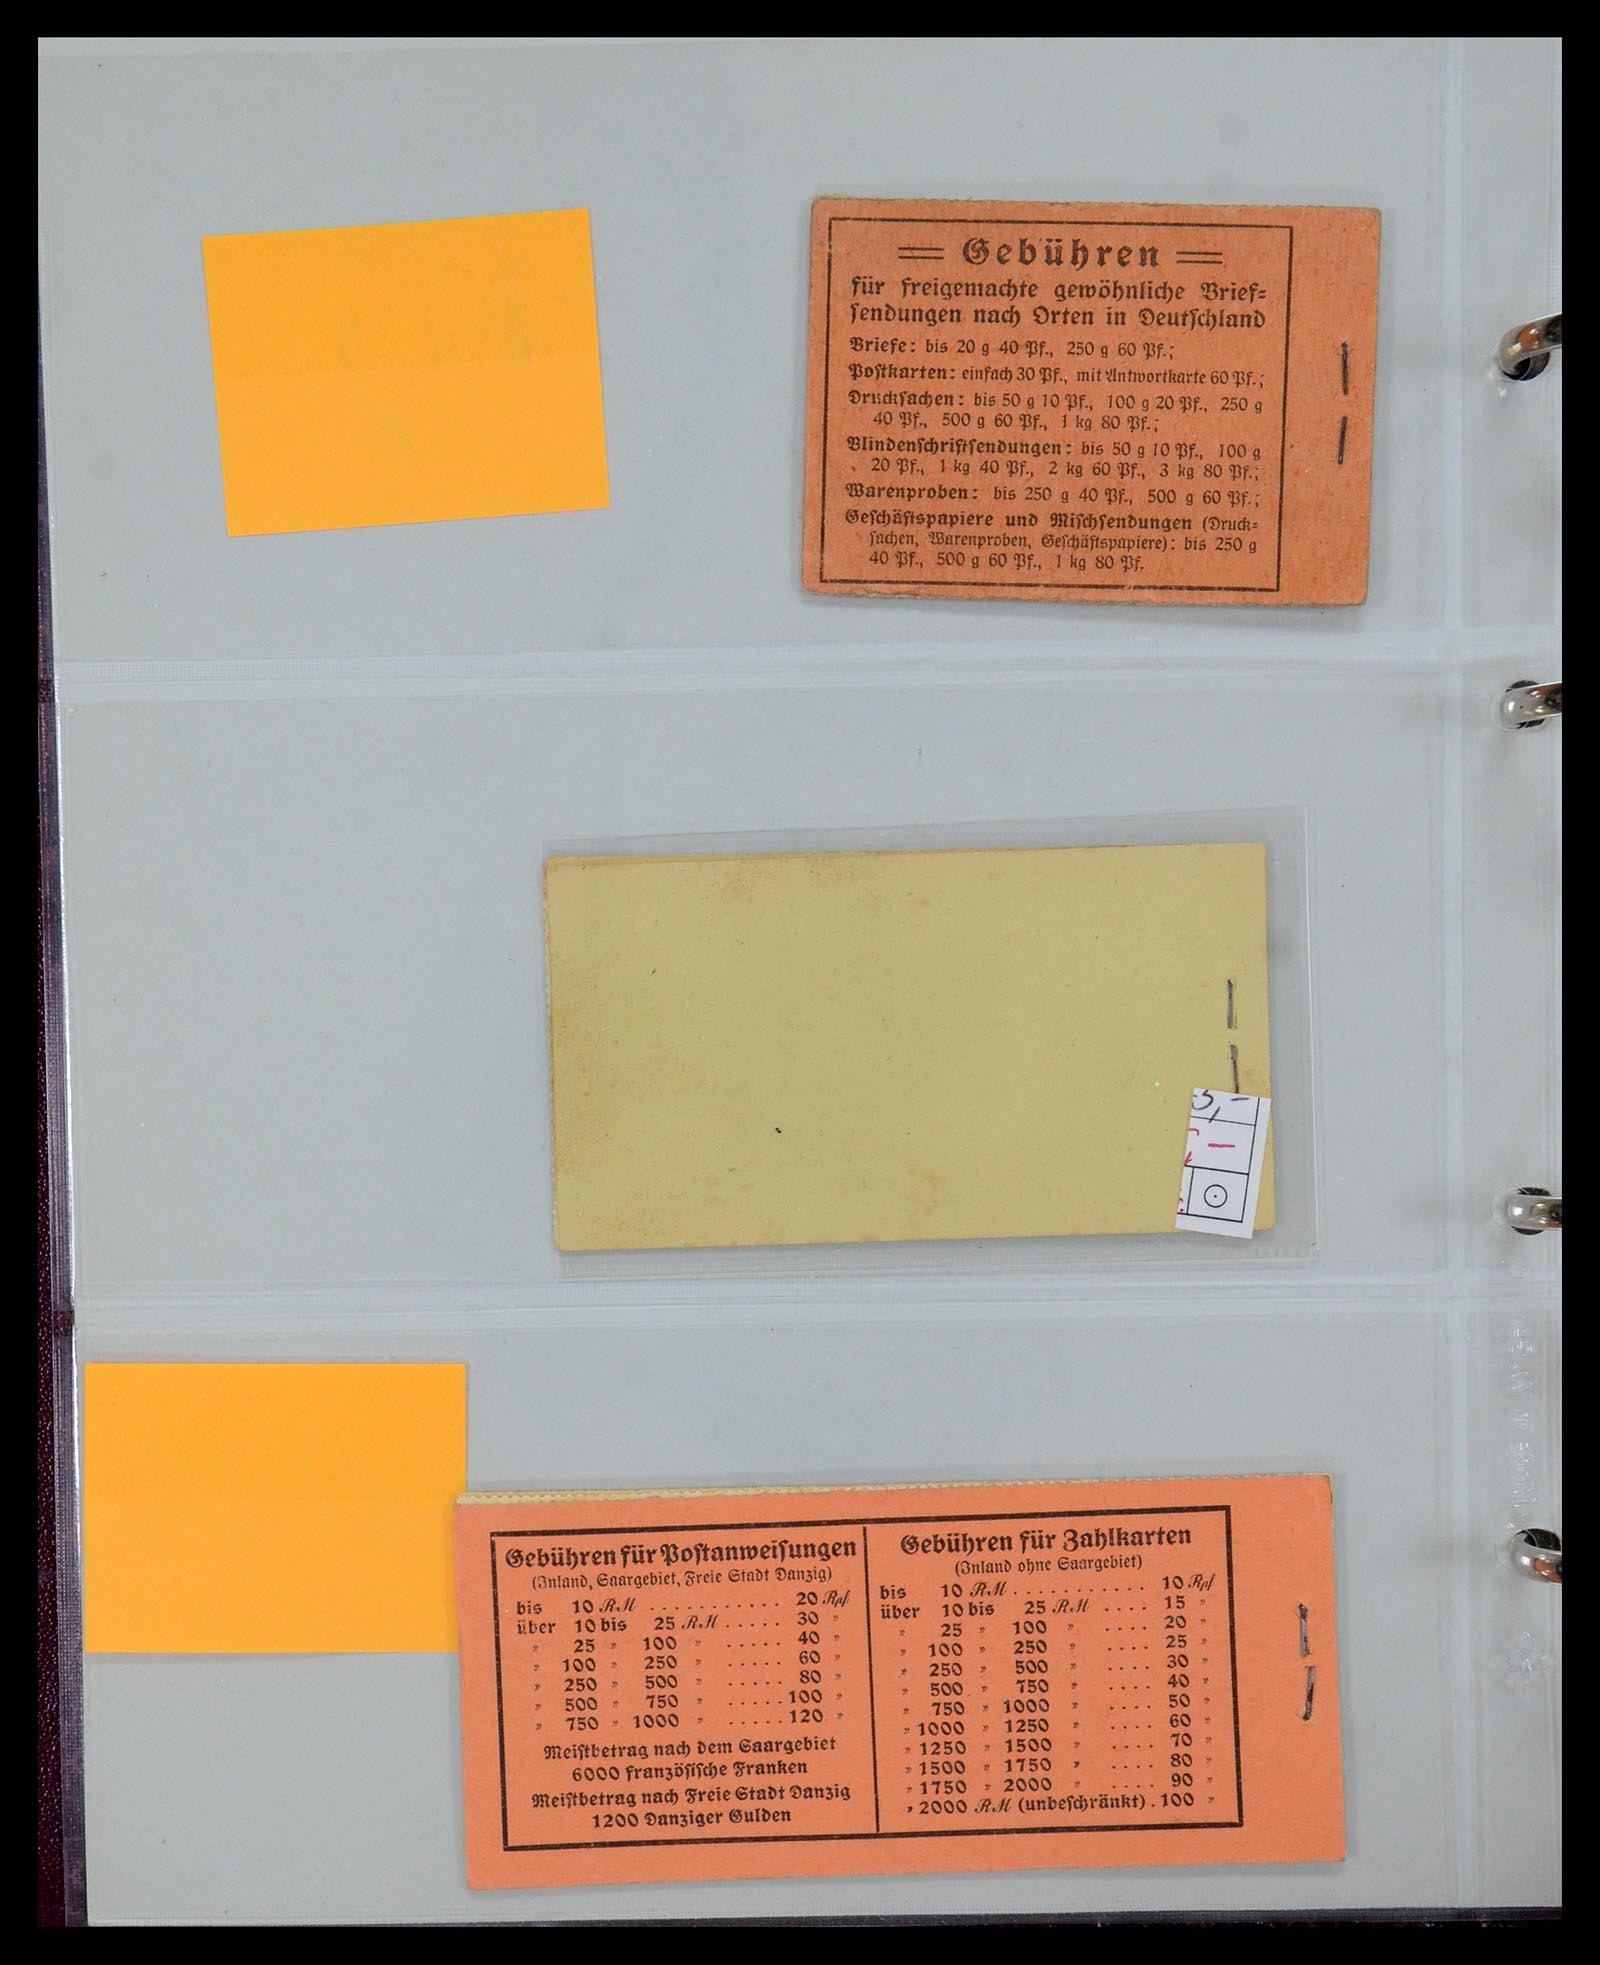 Gebühren
für freigemachte gewöhnliche Brief=
sendungen nach Orten in Deutschland
Briefe: bis 20 g 40 Pf., 250 g 60 Pf.;
Postkarten: einfach 30 Pf., mit Antwortkarte 60 Pf.;
Drucksachen: bis 50 g 10 Pf., 100 g 20 Pf., 250 g
40 Pf., 500 g 60 Pf., 1 kg 80 Pf.;
Blindenschriftsendungen: bis 50 g 10 Pf., 100 g
20 Pf., 1 kg 40 Pf., 2 kg 60 Pf., 3 kg 80 Pf.;
Warenproben: bis 250 g 40 Pf., 500 g 60 Pf.;
Geschäftspapiere und Mischsendungen (Druck=
sachen, Warenproben, Geschäftspapiere): bis 250 g
40 Pf., 500 g 60 Pf., 1 kg 80 Pf.
Gebühren für Postanweisungen
(Inland, Saargebiet, Freie Stadt Danzig)
bis 10 RM ........... 20 Rpf
über 10 bis 25 RM ..... 30 "
" 25 " 100 " ..... 40 "
" 100 " 250 " ..... 60 "
" 250 " 500 " ..... 80 "
" 500 " 750 " ..... 100 "
" 750 " 1000 " ..... 120 "
Meistbetrag nach dem Saargebiet
6000 französische Franken
Meistbetrag nach Freie Stadt Danzig
1200 Danziger Gulden
Gebühren für Zahlkarten
(Inland ohne Saargebiet)
bis 10 RM ........... 10 Rpf
über 10 bis 25 RM .... 15 "
" 25 " 100 " .... 20 "
" 100 " 250 " .... 25 "
" 250 " 500 " .... 30 "
" 500 " 750 " .... 40 "
" 750 " 1000 " .... 50 "
" 1000 " 1250 " .... 60 "
" 1250 " 1500 " .... 70 "
" 1500 " 1750 " .... 80 "
" 1750 " 2000 " .... 90 "
" 2000 RM (unbeschränkt) . 100 "